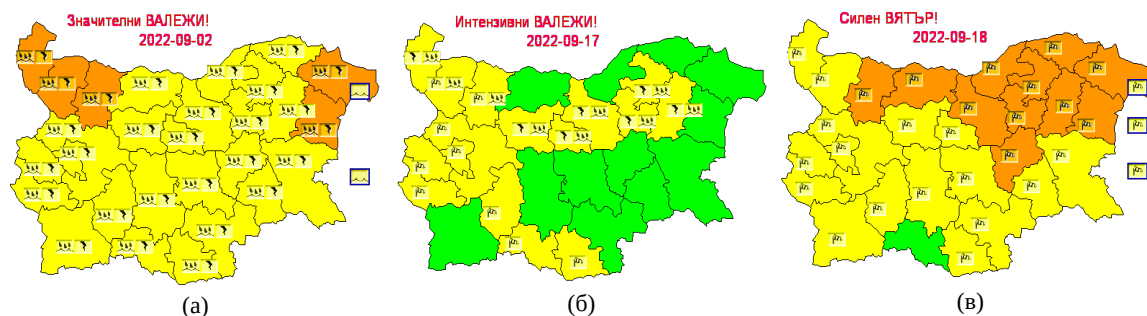 Значителни ВАЛЕЖИ!
2022-09-02
(а)
Интензивни ВАЛЕЖИ!
2022-09-17
(б)
Силен ВЯТЪР!
2022-09-18
(в)